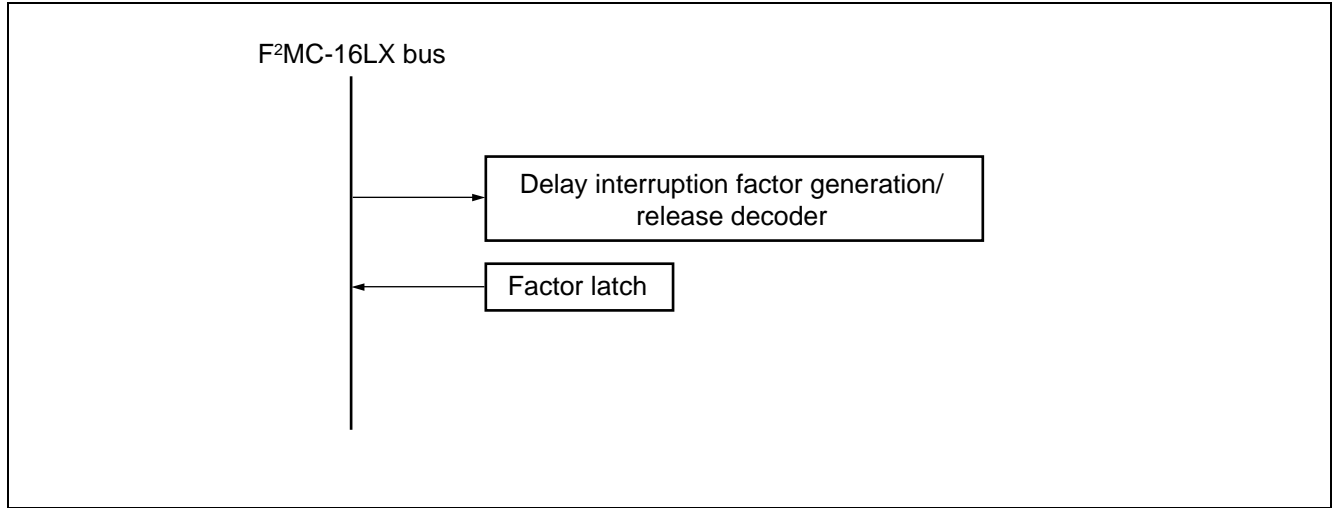 F²MC-16LX bus
Delay interruption factor generation/
release decoder
Factor latch